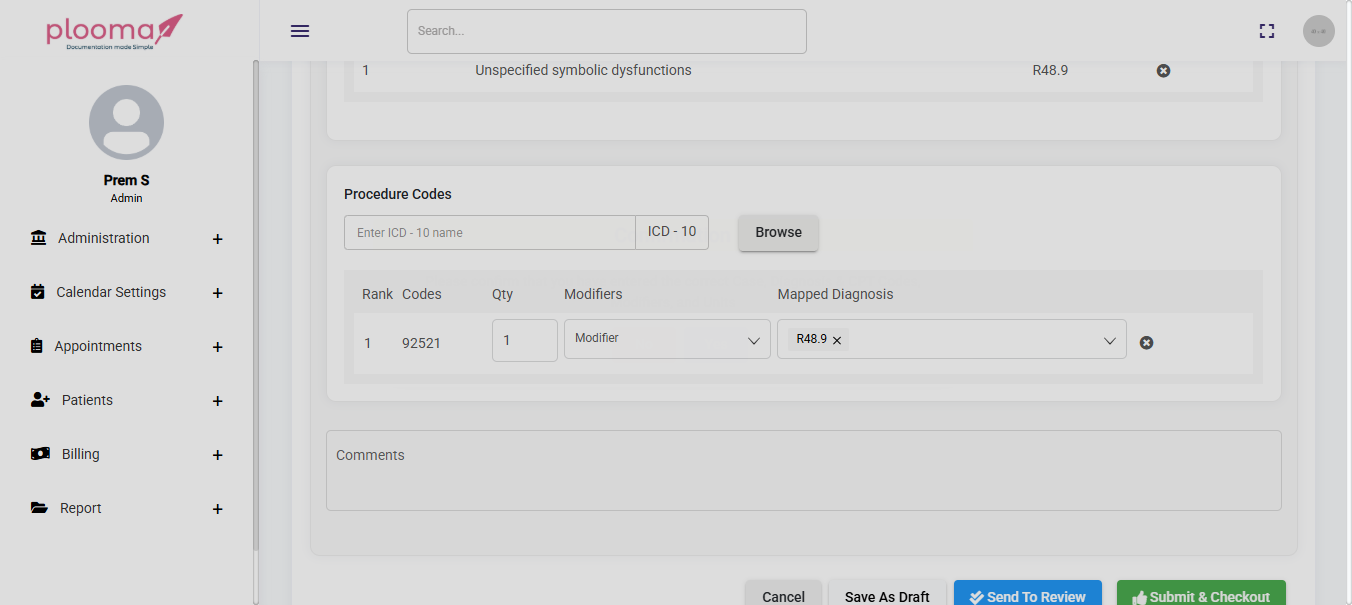 plooma
Documentation made Simple
Search...
Prem S
Admin
Administration +
Calendar Settings +
Appointments +
Patients +
Billing +
Report +
1 Unspecified symbolic dysfunctions R48.9
Procedure Codes
Enter ICD - 10 name ICD - 10 Browse
Rank Codes Qty Modifiers Mapped Diagnosis
1 92521 1 Modifier R48.9
Comments
Cancel Save As Draft Send To Review Submit & Checkout